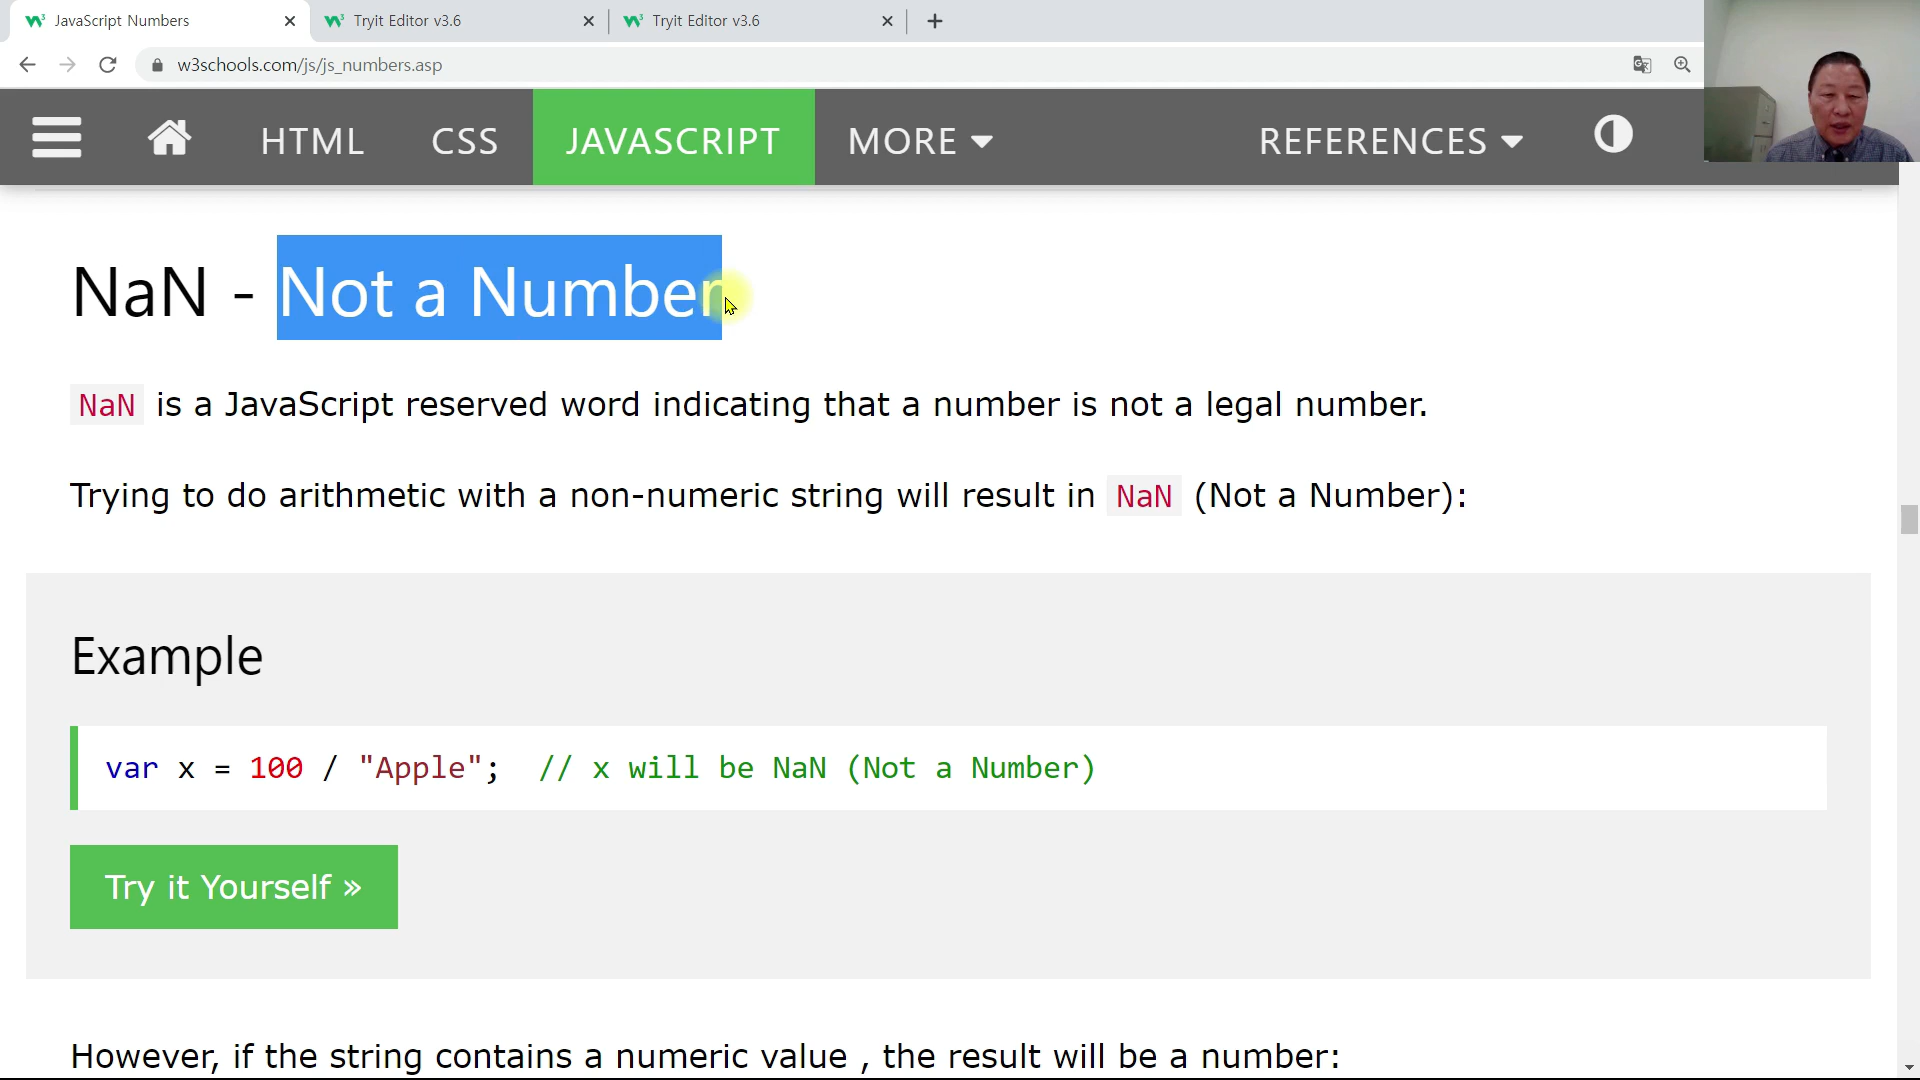 JavaScript Numbers
Tryit Editor v3.6
Tryit Editor v3.6
w3schools.com/js/js_numbers.asp
HTML CSS JAVASCRIPT MORE REFERENCES
NaN - Not a Number
NaN is a JavaScript reserved word indicating that a number is not a legal number.
Trying to do arithmetic with a non-numeric string will result in NaN (Not a Number):
Example
var x = 100 / "Apple";  // x will be NaN (Not a Number)
Try it Yourself »
However, if the string contains a numeric value , the result will be a number: